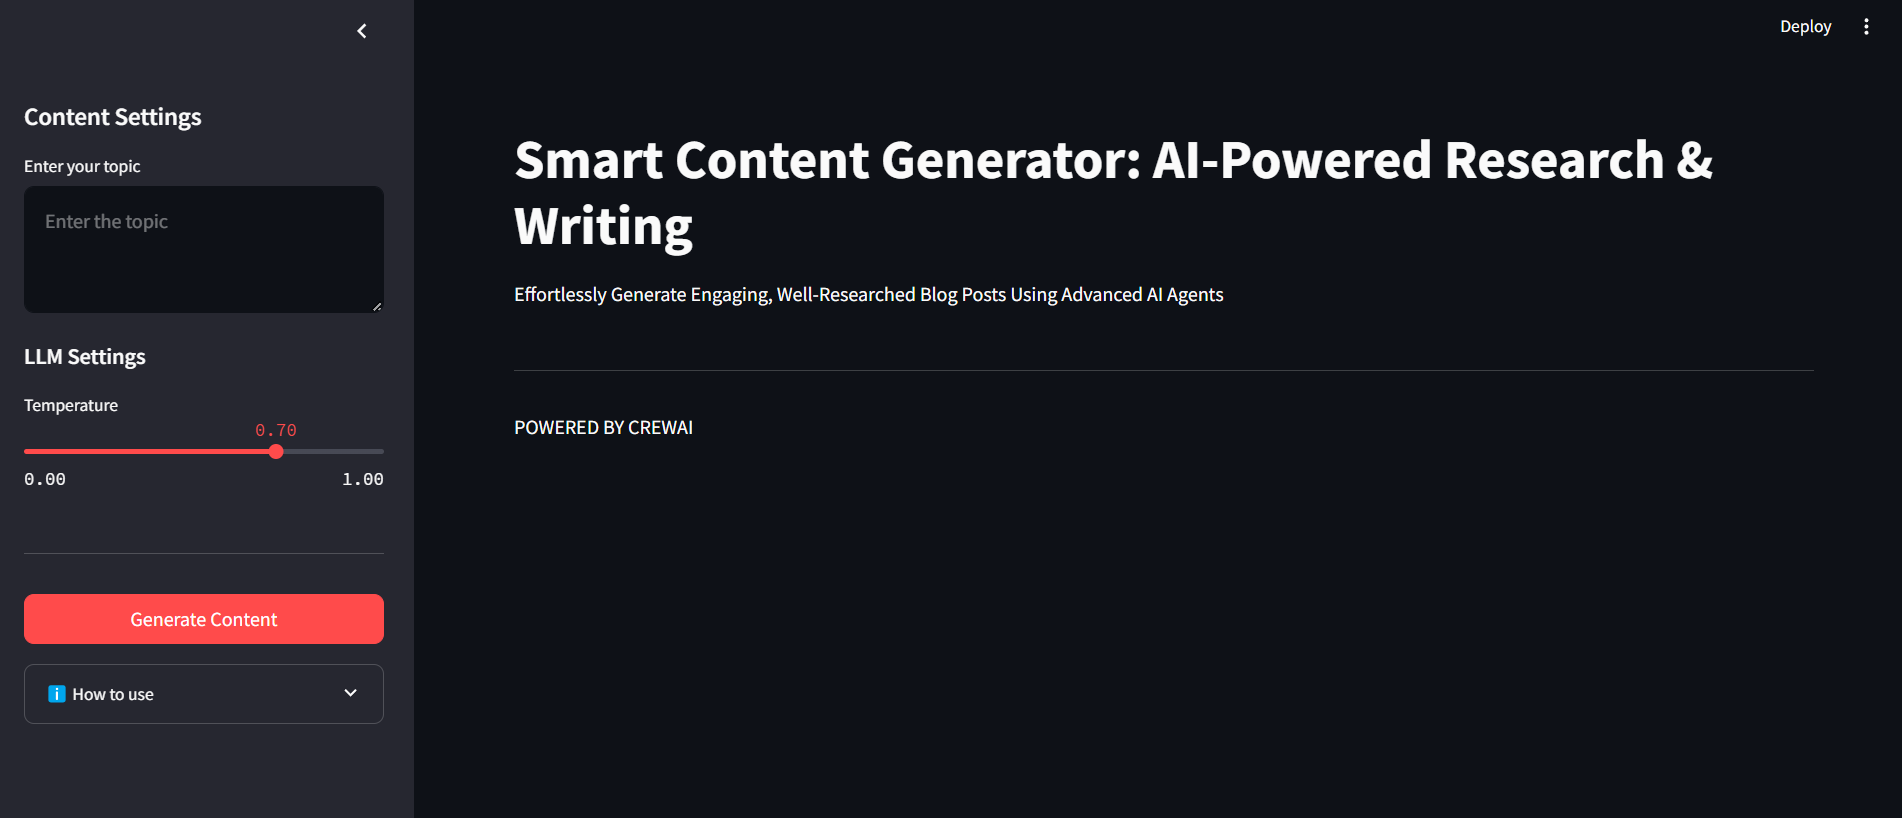 Deploy
Content Settings
Enter your topic
Enter the topic
LLM Settings
Temperature
0.70
0.00 1.00
Generate Content
How to use
Smart Content Generator: AI-Powered Research &
Writing
Effortlessly Generate Engaging, Well-Researched Blog Posts Using Advanced AI Agents
POWERED BY CREWAI